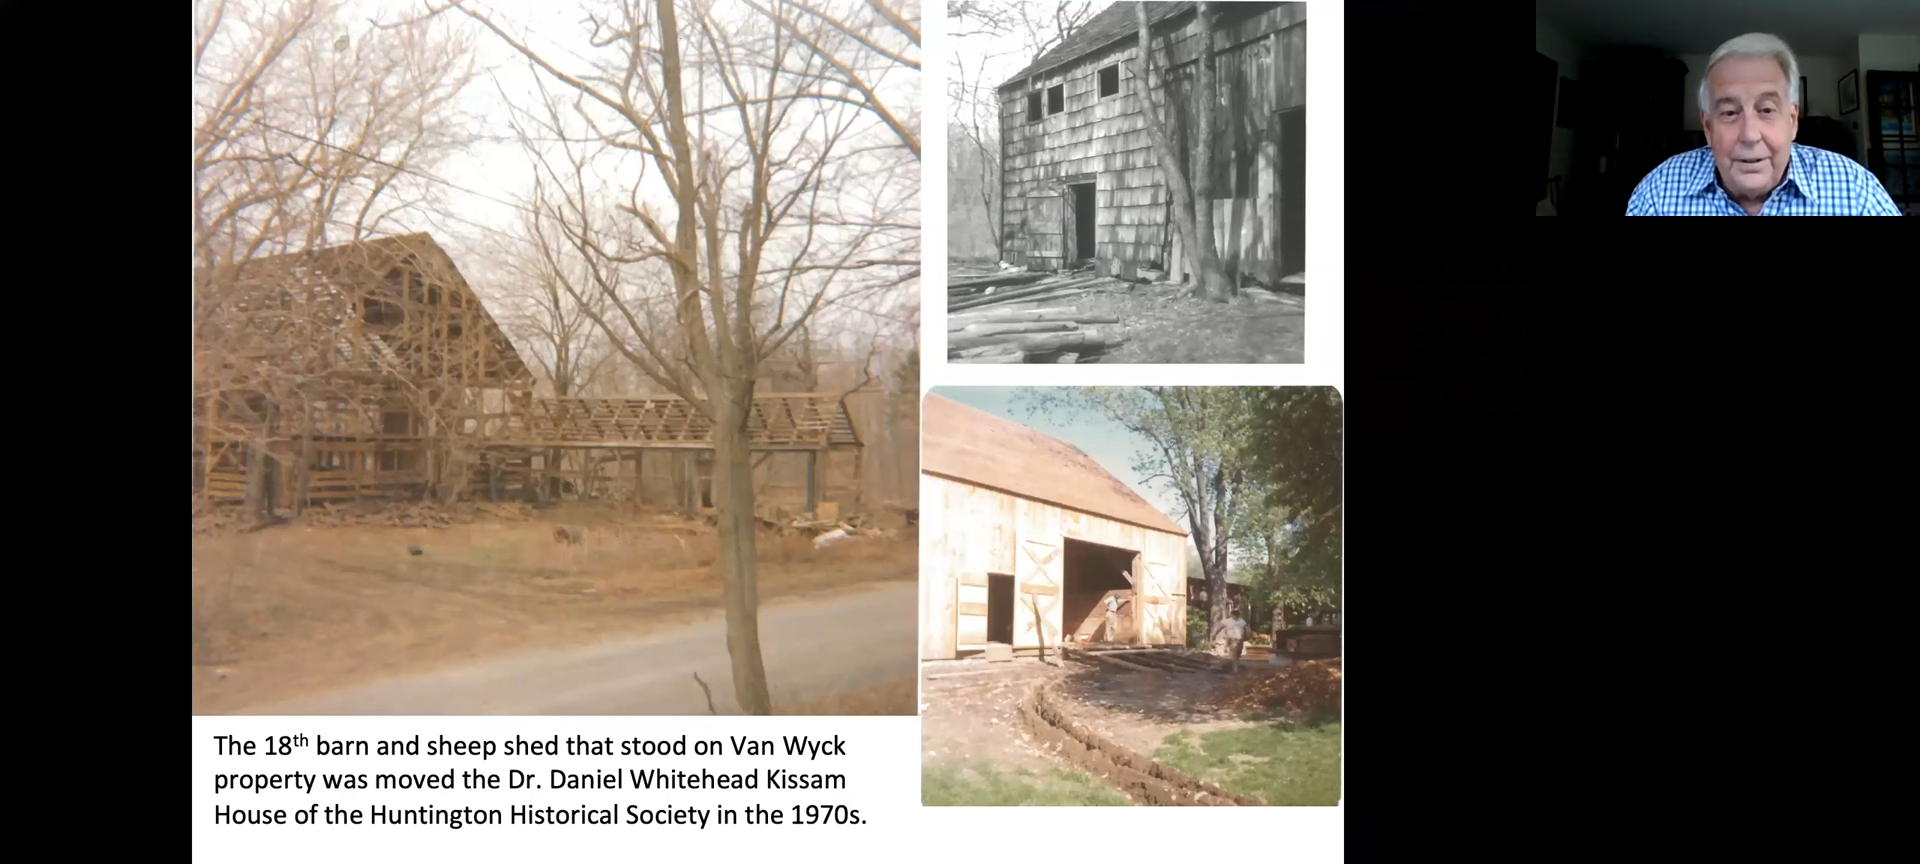 The 18th barn and sheep shed that stood on Van Wyck
property was moved the Dr. Daniel Whitehead Kissam
House of the Huntington Historical Society in the 1970s.